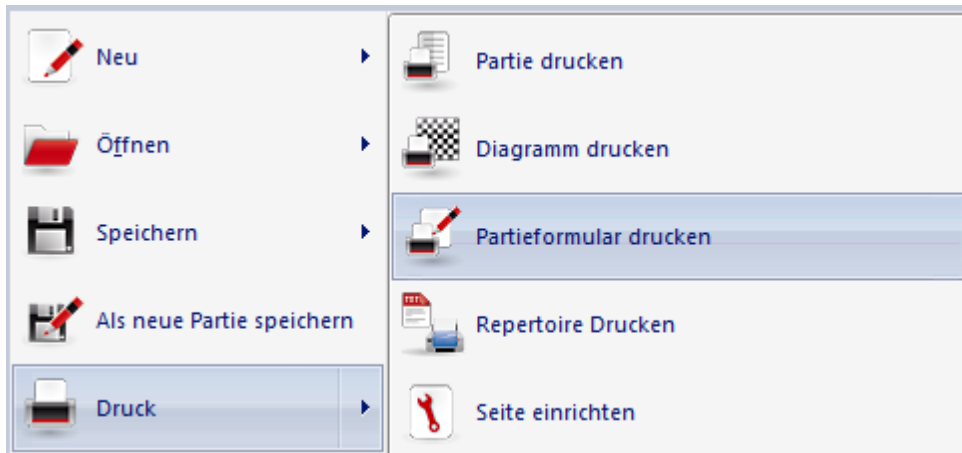 Neu
Öffnen
Speichern
Als neue Partie speichern
Druck
Partie drucken
Diagramm drucken
Partieformular drucken
Repertoire Drucken
Seite einrichten